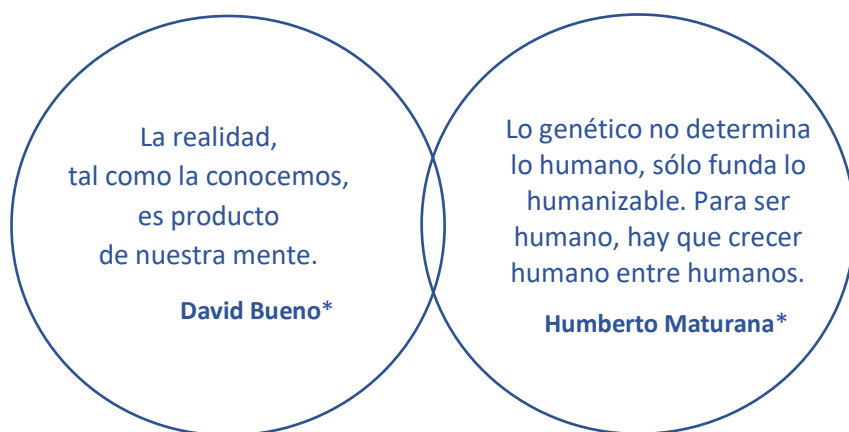 La realidad,
tal como la conocemos,
es producto
de nuestra mente.
David Bueno*
Lo genético no determina
lo humano, sólo funda lo
humanizable. Para ser
humano, hay que crecer
humano entre humanos.
Humberto Maturana*